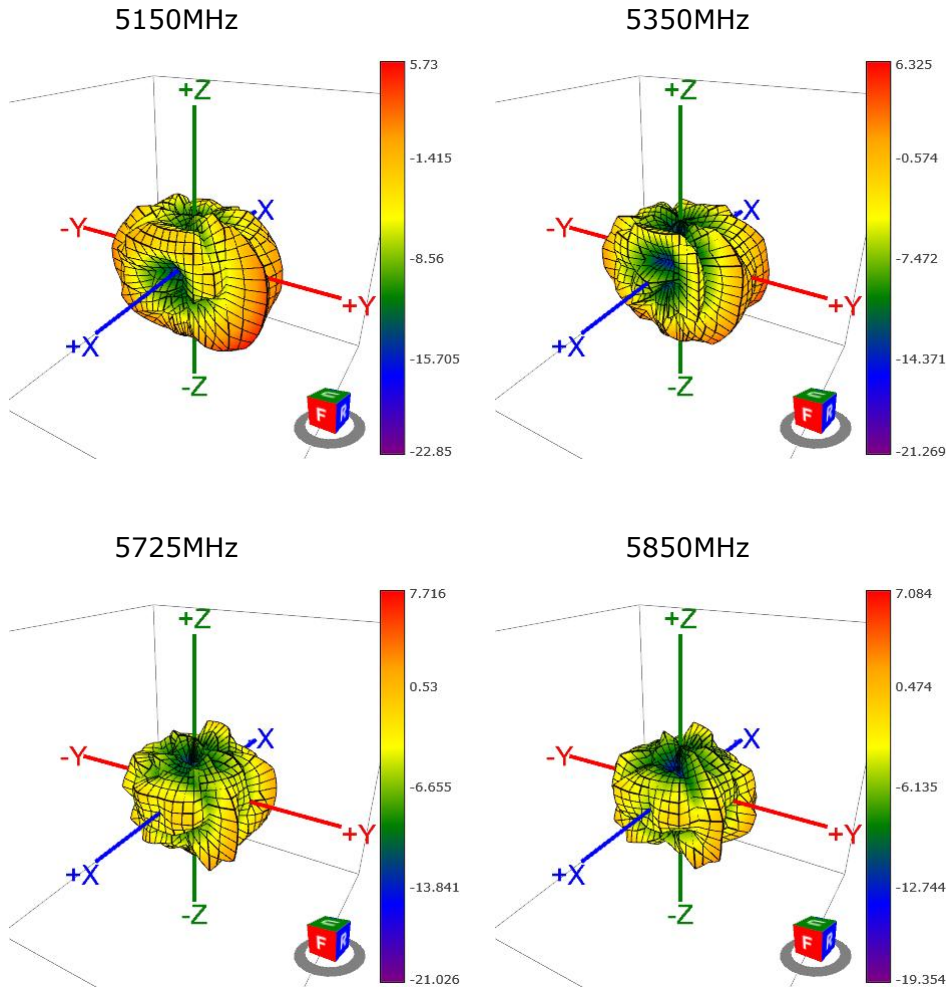 5150MHz
5.73
-1.415
-8.56
-15.705
-22.85
+Z
-X
-Y
+Y
+X
-Z
F
R
5350MHz
6.325
-0.574
-7.472
-14.371
-21.269
+Z
-X
-Y
+Y
+X
-Z
F
R
5725MHz
7.716
0.53
-6.655
-13.841
-21.026
+Z
-X
-Y
+Y
+X
-Z
F
R
5850MHz
7.084
0.474
-6.135
-12.744
-19.354
+Z
-X
-Y
+Y
+X
-Z
F
R